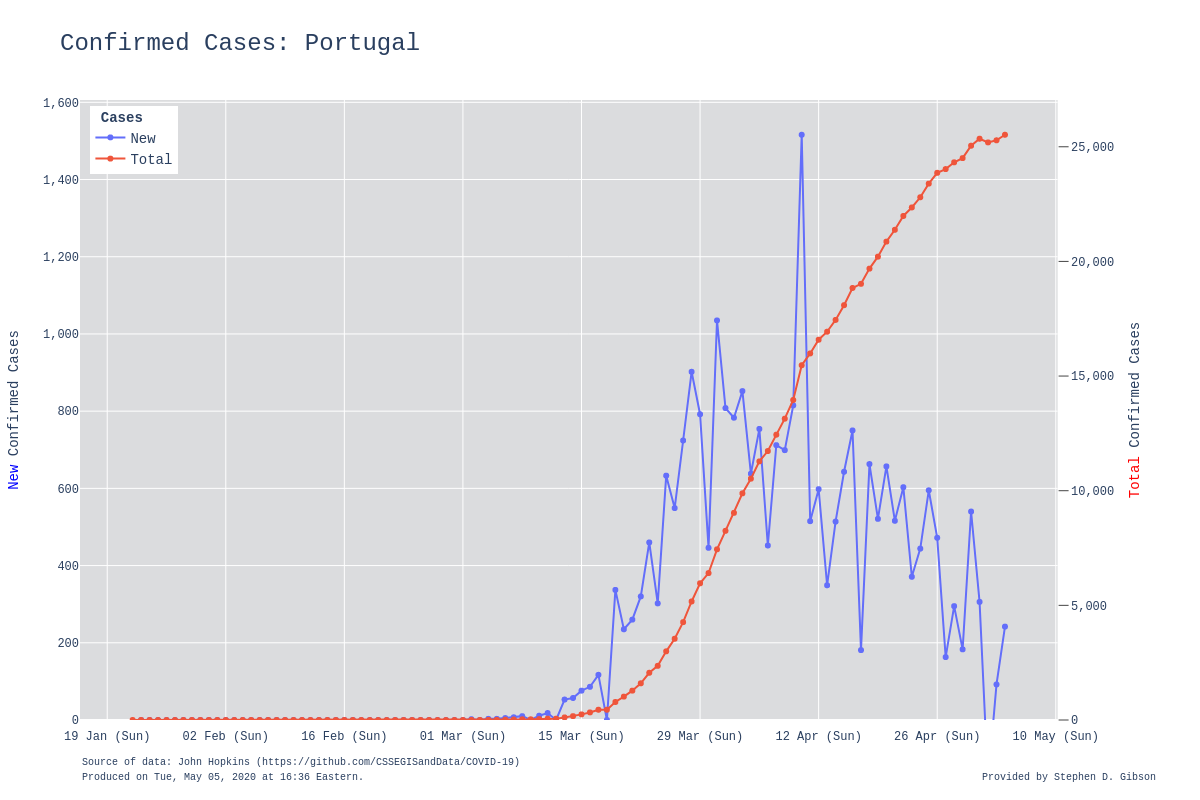 Confirmed Cases: Portugal
Cases
New
Total
1,600
1,400
1,200
1,000
800
600
400
200
0
25,000
20,000
15,000
10,000
5,000
0
New Confirmed Cases
Total Confirmed Cases
19 Jan (Sun) 02 Feb (Sun) 16 Feb (Sun) 01 Mar (Sun) 15 Mar (Sun) 29 Mar (Sun) 12 Apr (Sun) 26 Apr (Sun) 10 May (Sun)
Source of data: John Hopkins (https://github.com/CSSEGISandData/COVID-19)
Produced on Tue, May 05, 2020 at 16:36 Eastern.
Provided by Stephen D. Gibson